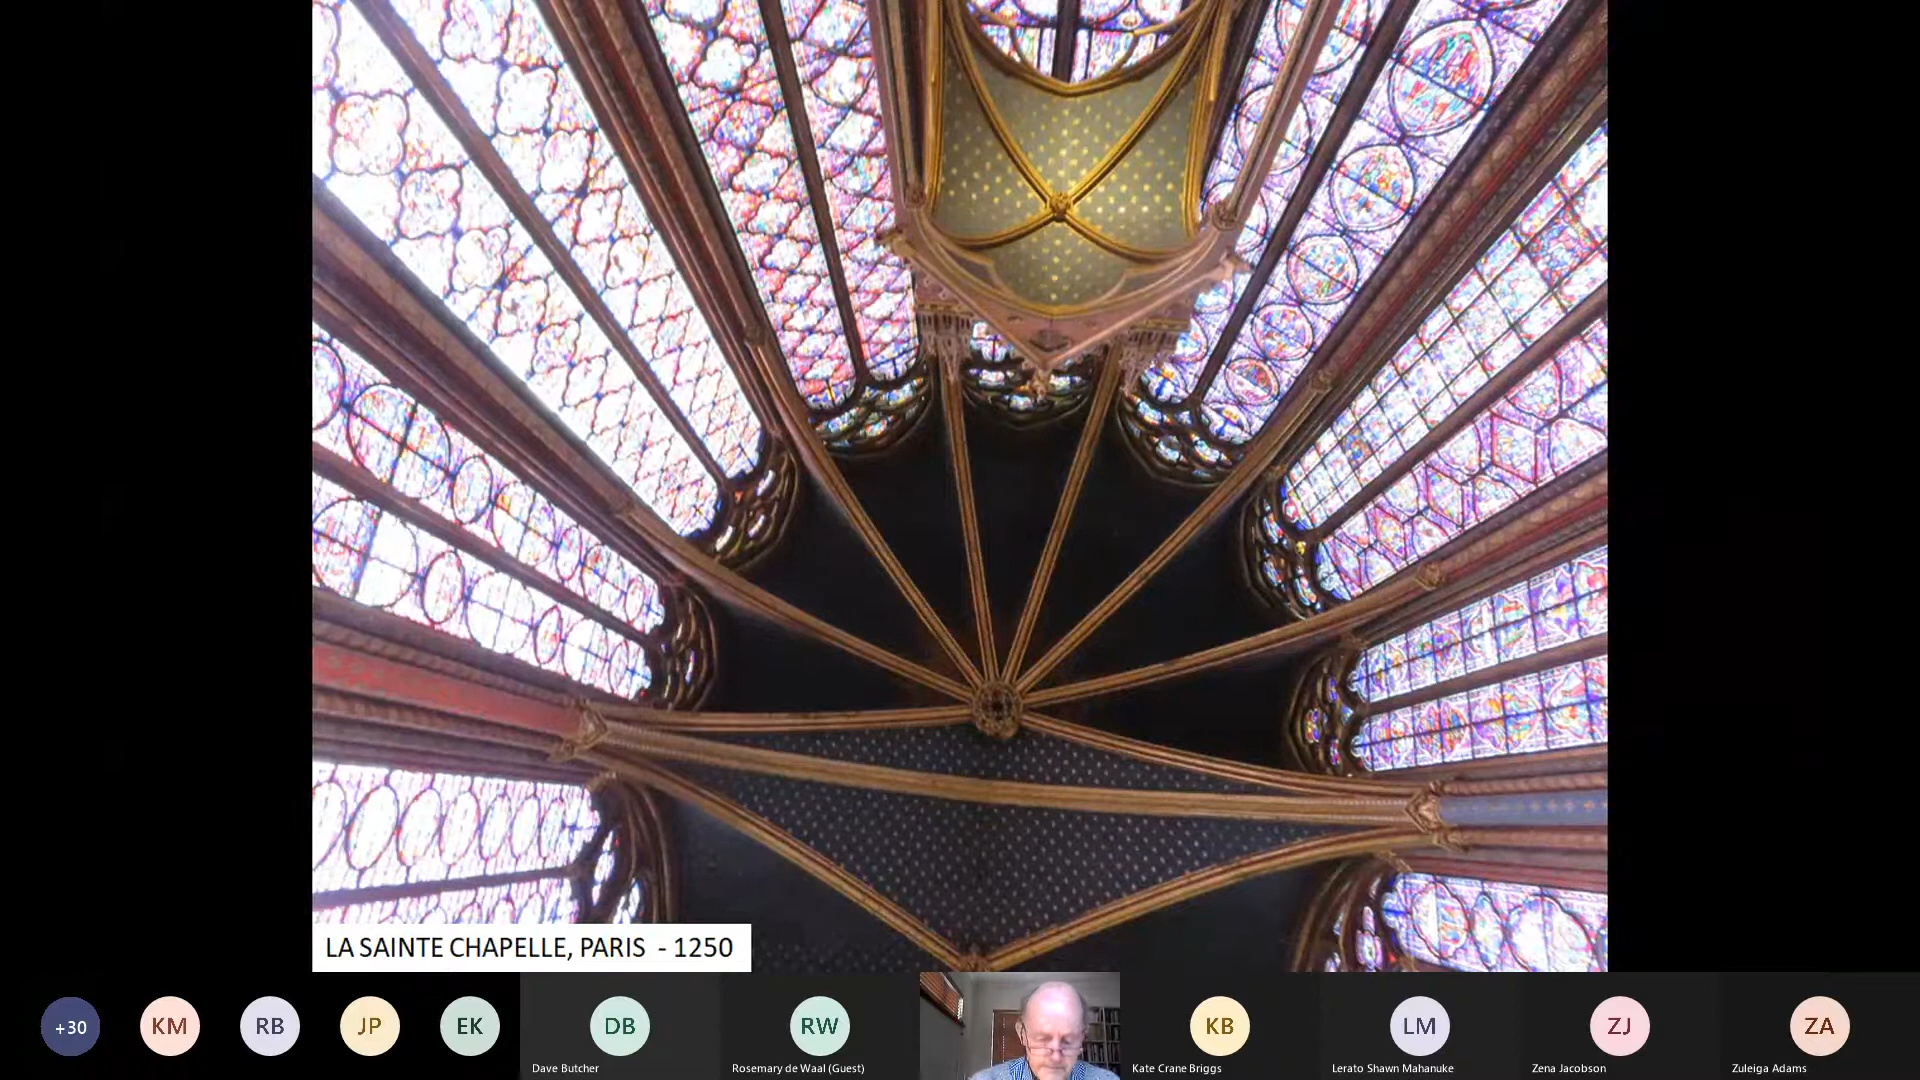 LA SAINTE CHAPELLE, PARIS - 1250
+30
KM
RB
JP
EK
DB
Dave Butcher
RW
Rosemary de Waal (Guest)
KB
Kate Crane Briggs
LM
Lerato Shawn Mahanuke
ZJ
Zena Jacobson
ZA
Zuleiga Adams